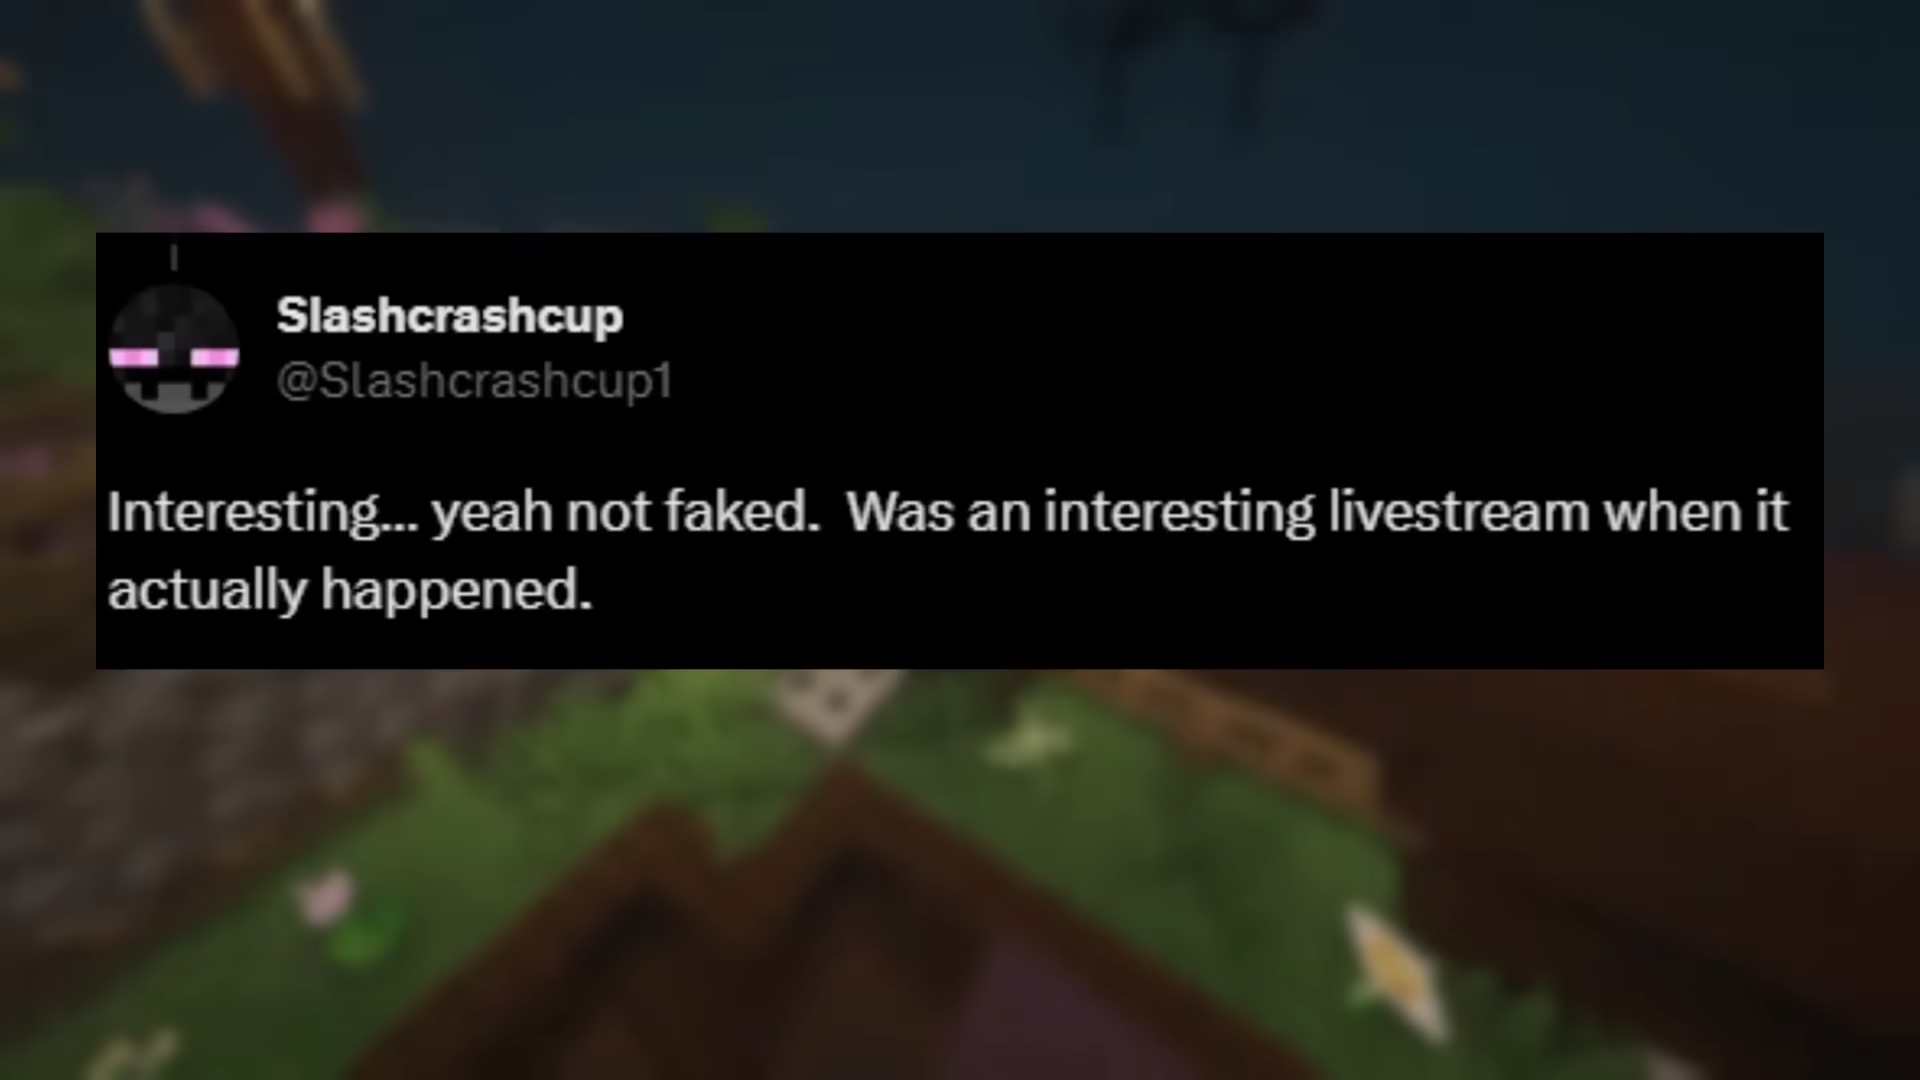 Slashcrashcup
@Slashcrashcup1
Interesting... yeah not faked.  Was an interesting livestream when it
actually happened.